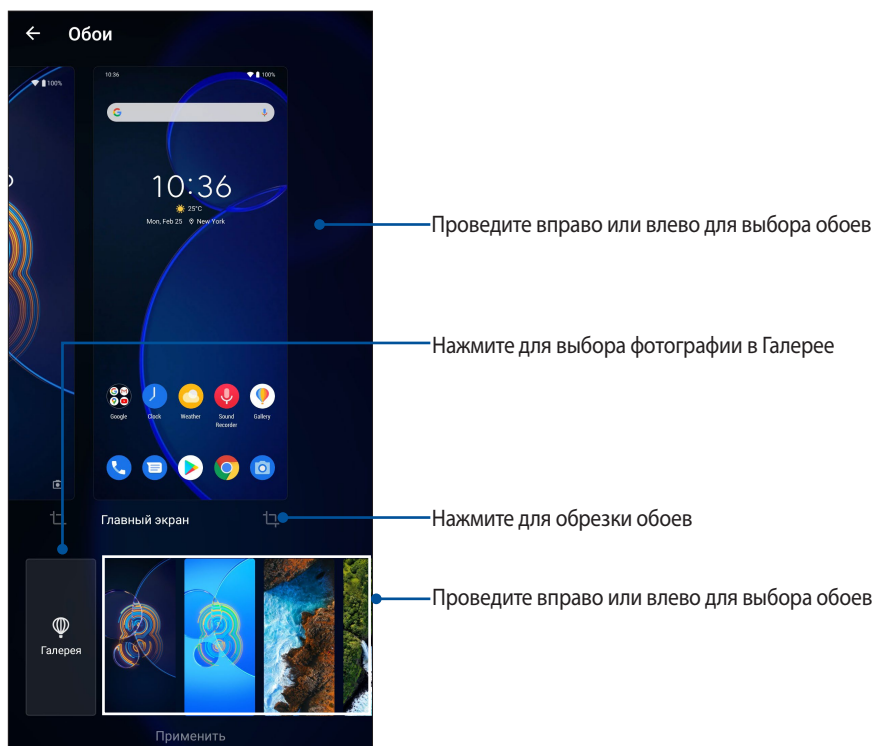 Обои
100%
10:36
100%
G
10:36
25°C
Mon, Feb 25 New York
Проведите вправо или влево для выбора обоев
Нажмите для выбора фотографии в Галерее
Google Clock Weather Sound Recorder Gallery
Главный экран
Нажмите для обрезки обоев
Проведите вправо или влево для выбора обоев
Галерея
Применить